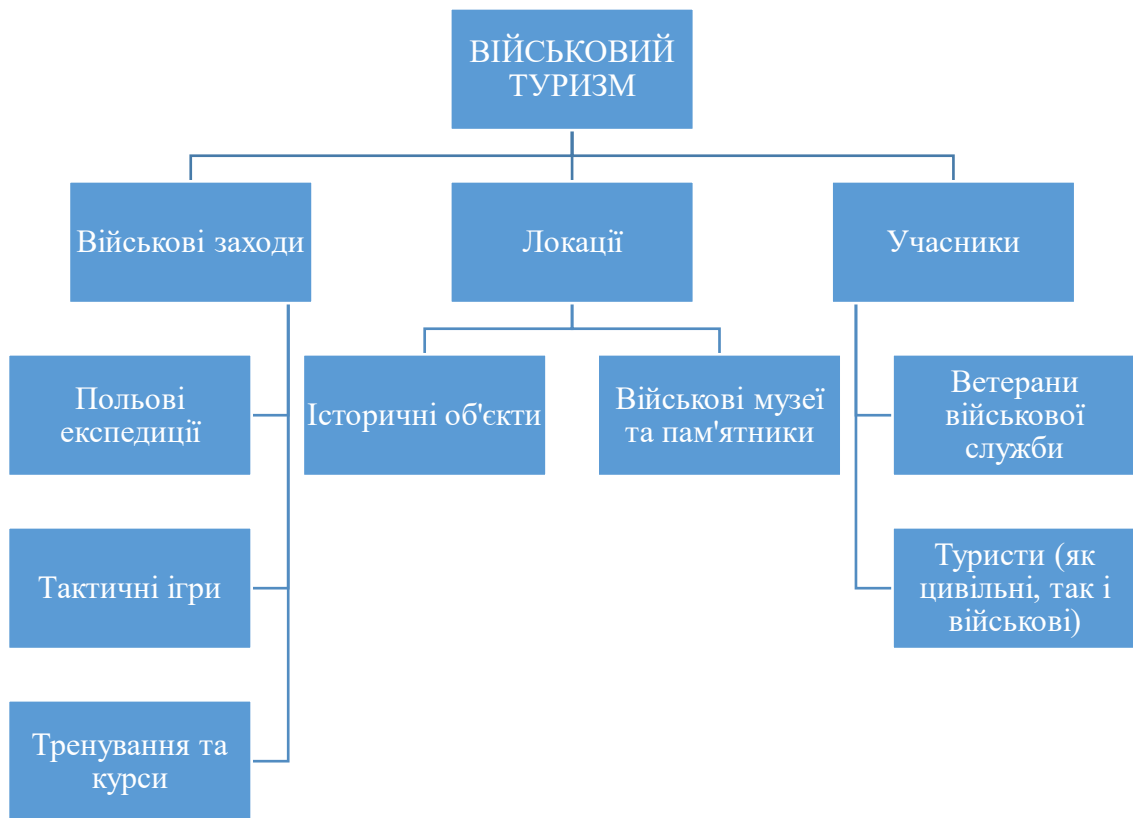 ВІЙСЬКОВИЙ
ТУРИЗМ
Військові заходи
Локації
Учасники
Польові
експедиції
Історичні об'єкти
Військові музеї
та пам'ятники
Ветерани
військової
служби
Тактичні ігри
Туристи (як
цивільні, так і
військові)
Тренування та
курси